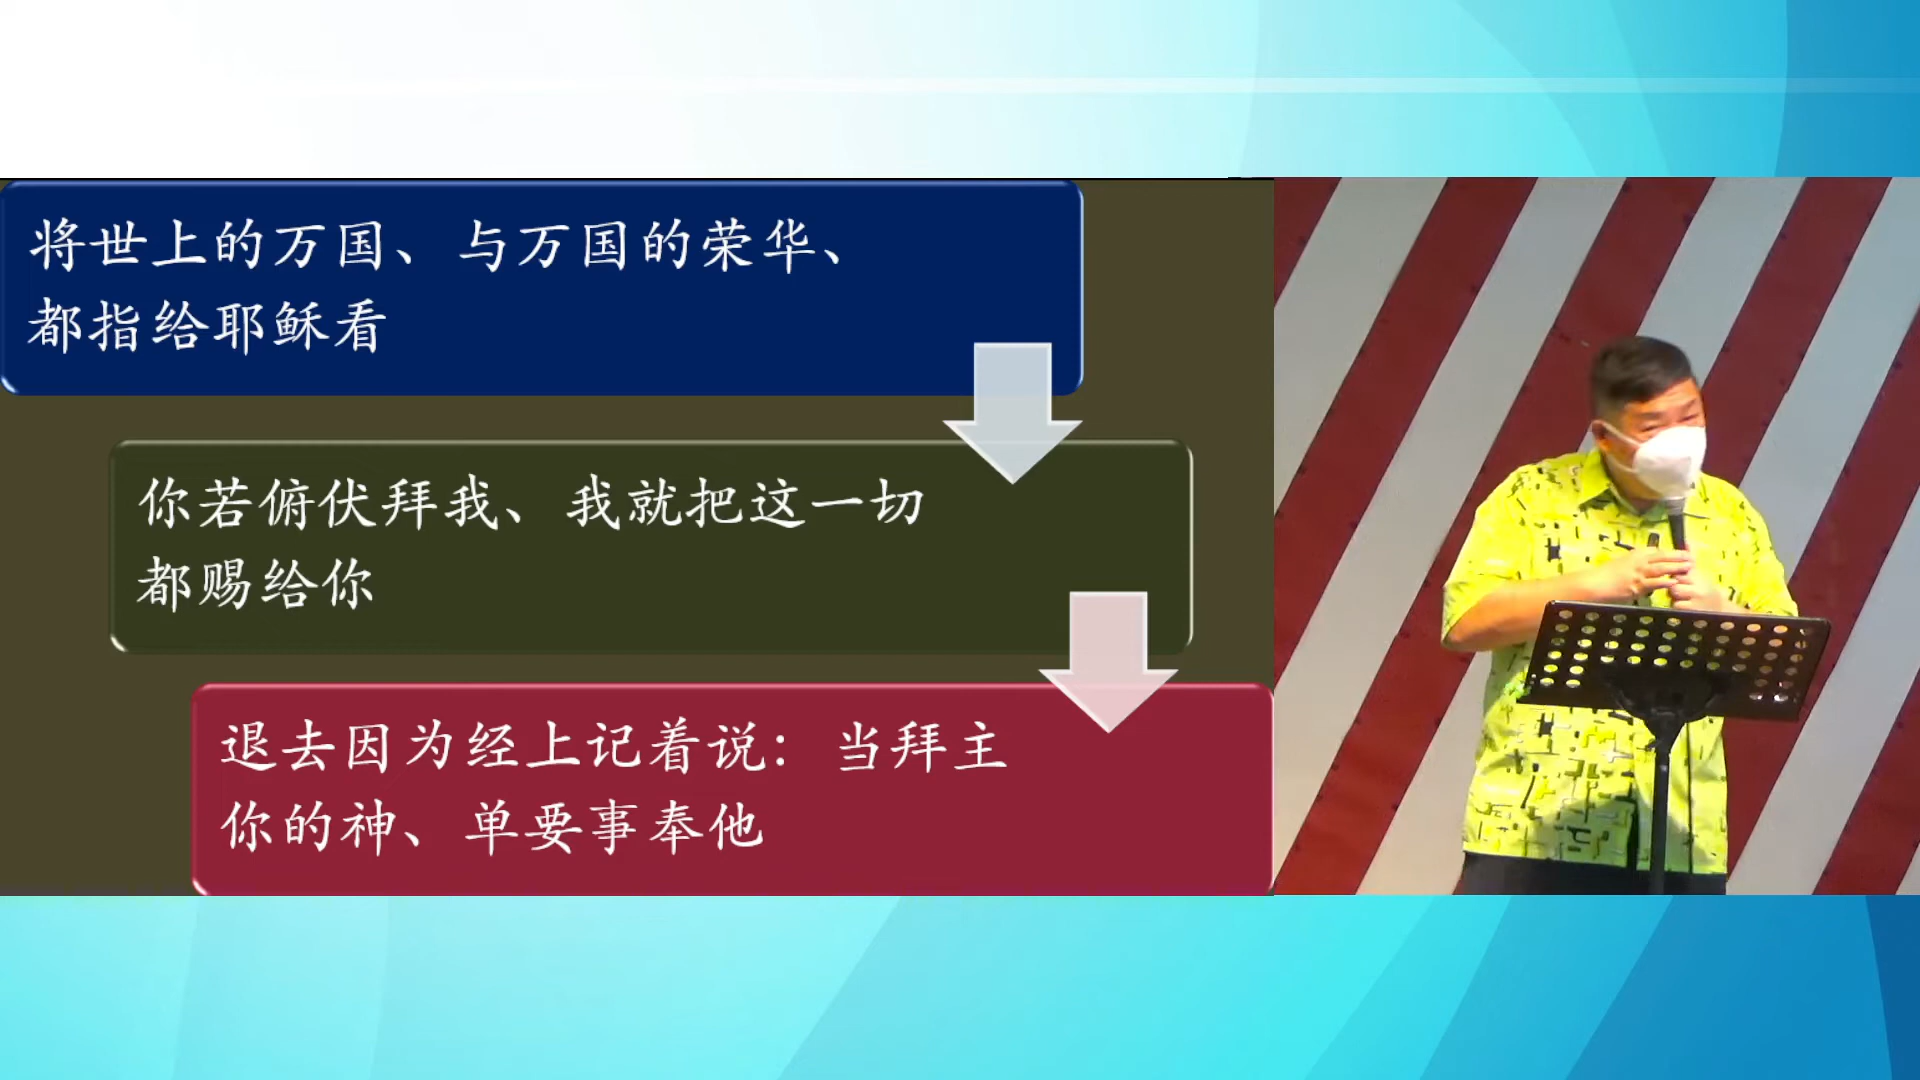 将世上的万国、与万国的荣华、
都指给耶稣看
你若俯伏拜我、我就把这一切
都赐给你
退去因为经上记着说：当拜主
你的神、单要事奉他